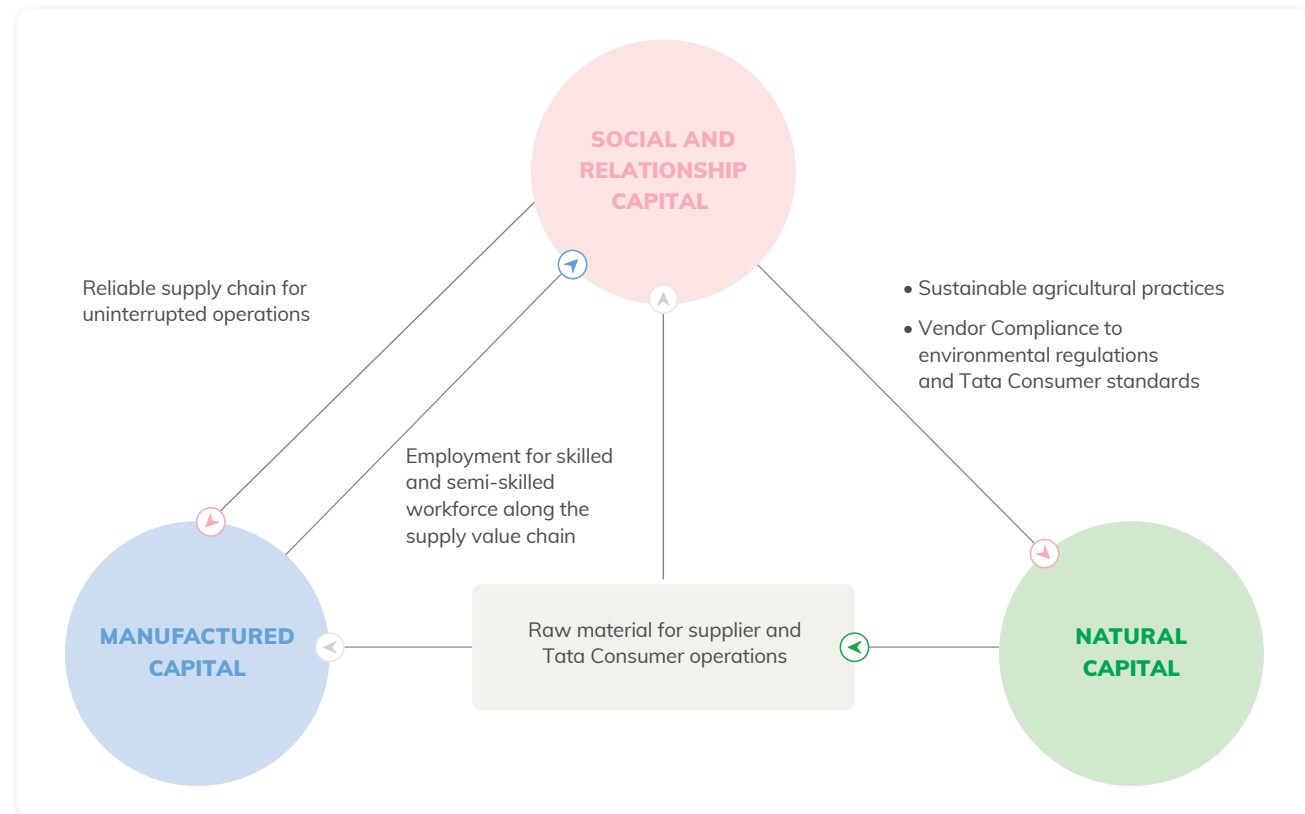 SOCIAL AND
RELATIONSHIP
CAPITAL
Reliable supply chain for
uninterrupted operations
• Sustainable agricultural practices
• Vendor Compliance to
environmental regulations
and Tata Consumer standards
Employment for skilled
and semi-skilled
workforce along the
supply value chain
MANUFACTURED
CAPITAL
Raw material for supplier and
Tata Consumer operations
NATURAL
CAPITAL